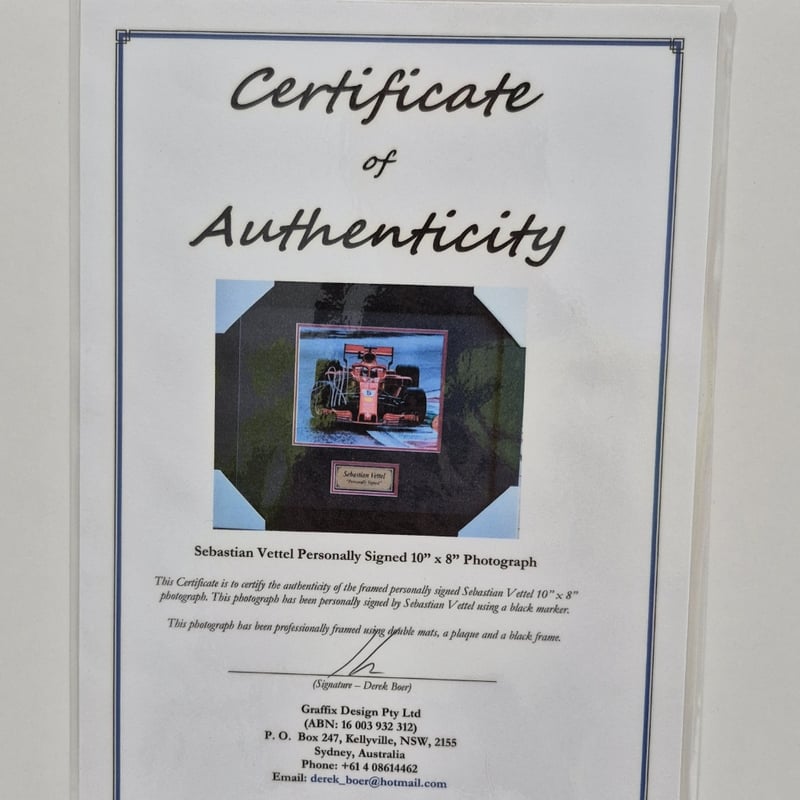 Certificate
of
Authenticity
Sebastian Vettel
"Personally Signed"
Sebastian Vettel Personally Signed 10" x 8" Photograph
This Certificate is to certify the authenticity of the framed personally signed Sebastian Vettel 10" x 8"
photograph. This photograph has been personally signed by Sebastian Vettel using a black marker.
This photograph has been professionally framed using double mats, a plaque and a black frame.
(Signature – Derek Boer)
Graffix Design Pty Ltd
(ABN: 16 003 932 312)
P. O. Box 247, Kellyville, NSW, 2155
Sydney, Australia
Phone: +61 4 08614462
Email: derek_boer@hotmail.com